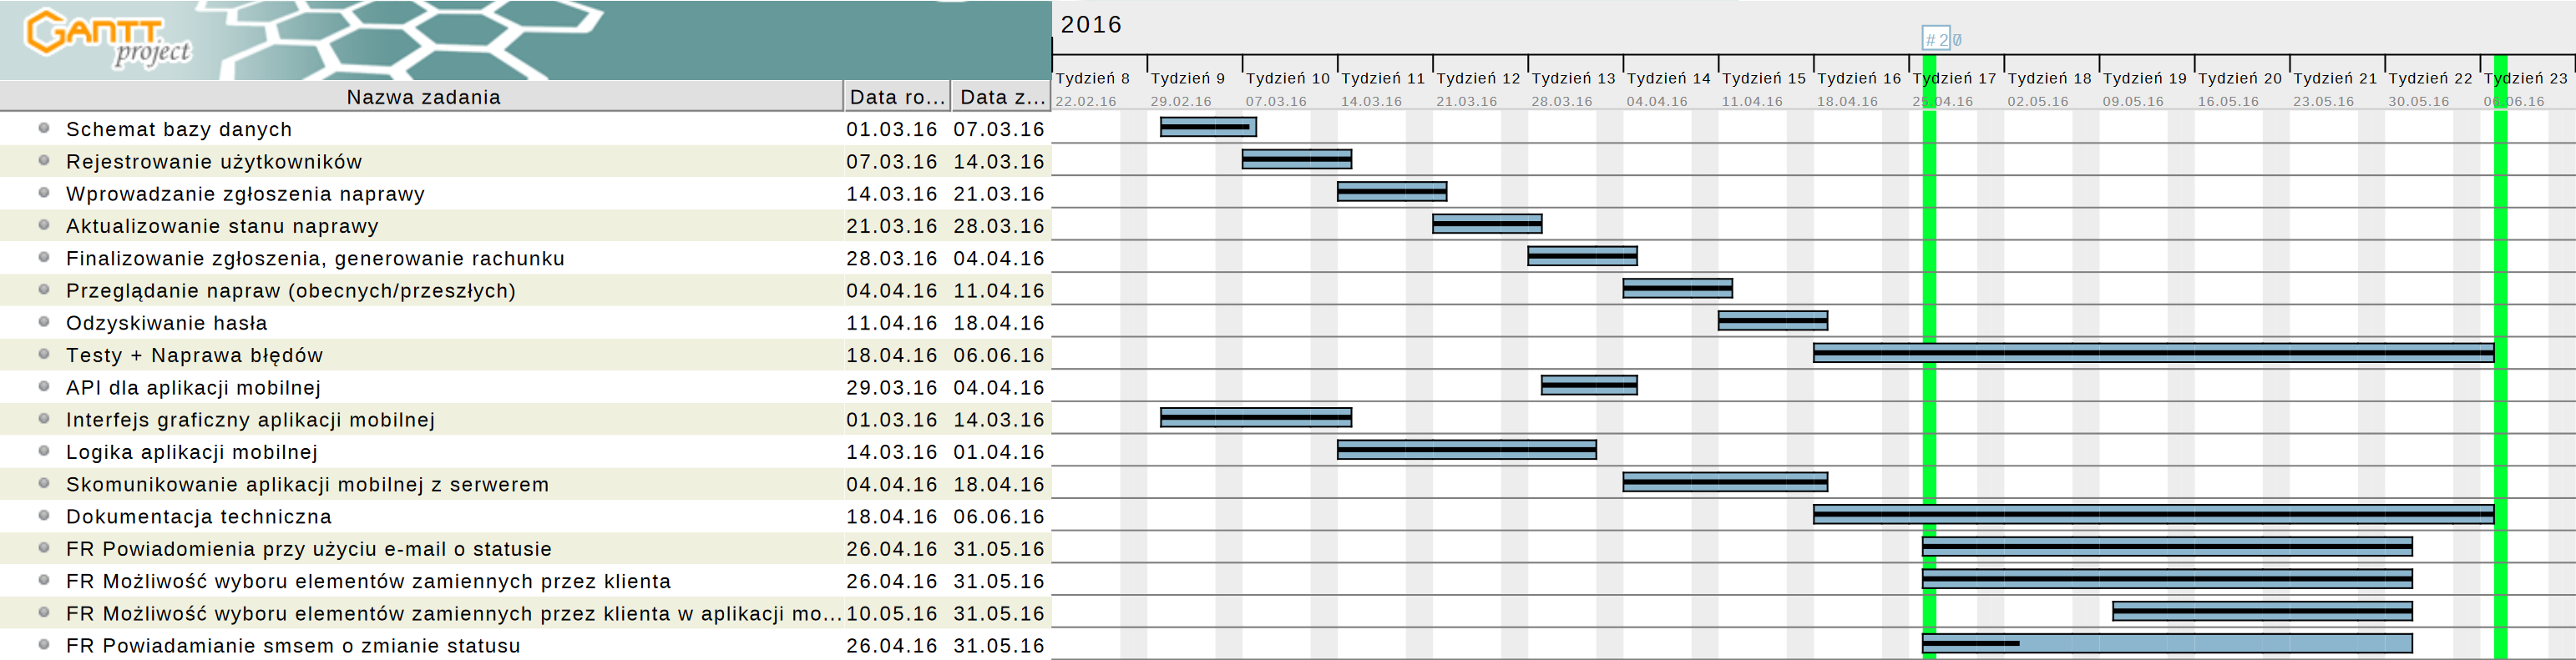 GANTT
project
2016
Tydzień 8 Tydzień 9 Tydzień 10 Tydzień 11 Tydzień 12 Tydzień 13 Tydzień 14 Tydzień 15 Tydzień 16 Tydzień 17 Tydzień 18 Tydzień 19 Tydzień 20 Tydzień 21 Tydzień 22 Tydzień 23
22.02.16 29.02.16 07.03.16 14.03.16 21.03.16 28.03.16 04.04.16 11.04.16 18.04.16 25.04.16 02.05.16 09.05.16 16.05.16 23.05.16 30.05.16 06.06.16
Nazwa zadania Data ro... Data z...
Schemat bazy danych 01.03.16 07.03.16
Rejestrowanie użytkowników 07.03.16 14.03.16
Wprowadzanie zgłoszenia naprawy 14.03.16 21.03.16
Aktualizowanie stanu naprawy 21.03.16 28.03.16
Finalizowanie zgłoszenia, generowanie rachunku 28.03.16 04.04.16
Przeglądanie napraw (obecnych/przeszłych) 04.04.16 11.04.16
Odzyskiwanie hasła 11.04.16 18.04.16
Testy + Naprawa błędów 18.04.16 06.06.16
API dla aplikacji mobilnej 29.03.16 04.04.16
Interfejs graficzny aplikacji mobilnej 01.03.16 14.03.16
Logika aplikacji mobilnej 14.03.16 01.04.16
Skomunikowanie aplikacji mobilnej z serwerem 04.04.16 18.04.16
Dokumentacja techniczna 18.04.16 06.06.16
FR Powiadomienia przy użyciu e-mail o statusie 26.04.16 31.05.16
FR Możliwość wyboru elementów zamiennych przez klienta 26.04.16 31.05.16
FR Możliwość wyboru elementów zamiennych przez klienta w aplikacji mo... 10.05.16 31.05.16
FR Powiadamianie smsem o zmianie statusu 26.04.16 31.05.16